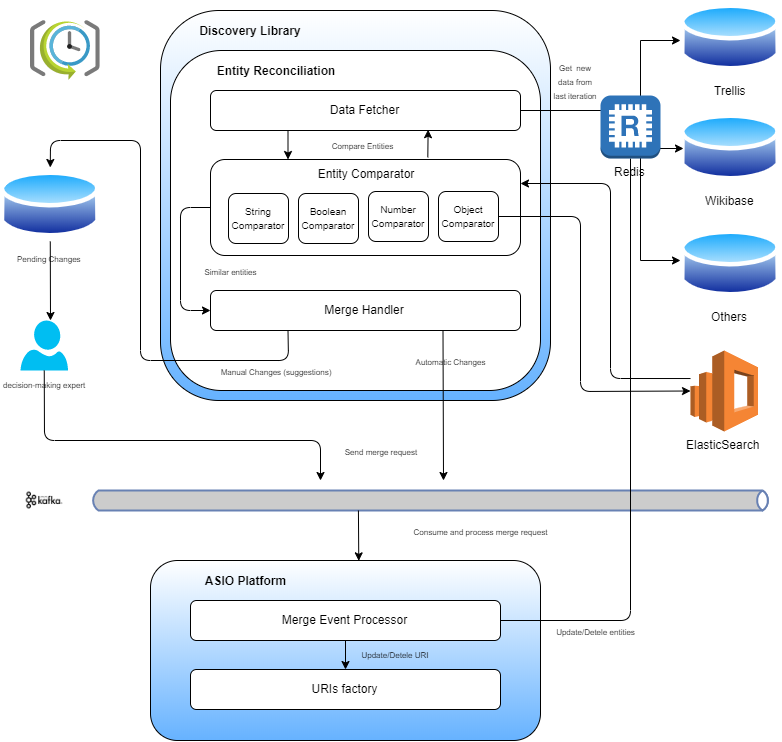 Discovery Library
Entity Reconciliation
Data Fetcher
Get new
data from
last iteration
R
Redis
Trellis
Compare Entities
Entity Comparator
String
Comparator
Boolean
Comparator
Number
Comparator
Object
Comparator
Wikibase
Pending Changes
Similar entities
Merge Handler
Others
Manual Changes (suggestions)
Automatic Changes
decision-making expert
ElasticSearch
Send merge request
kafka
Consume and process merge request
ASIO Platform
Merge Event Processor
Update/Detele entities
Update/Detele URI
URIs factory